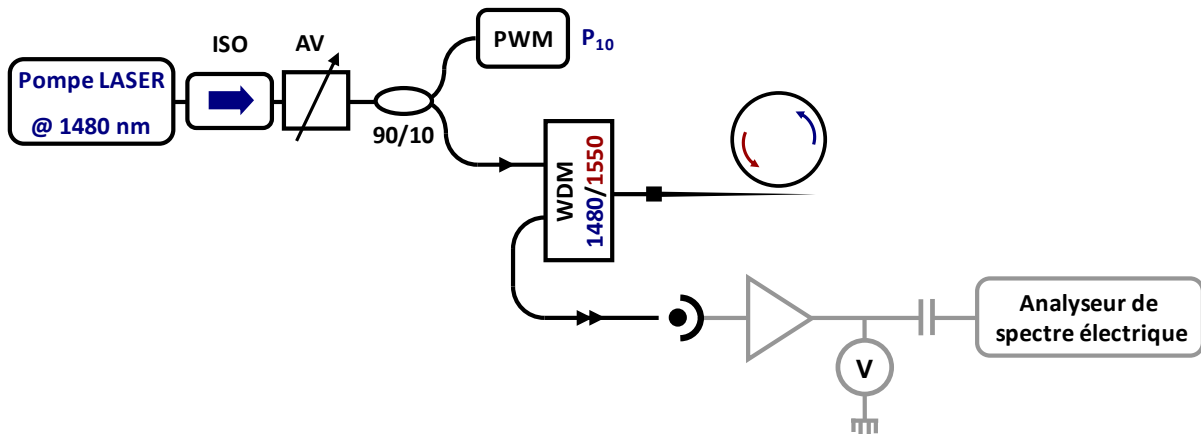 ISO
AV
PWM
P10
Pompe LASER
@ 1480 nm
90/10
WDM
1480/1550
Analyseur de
spectre électrique
V